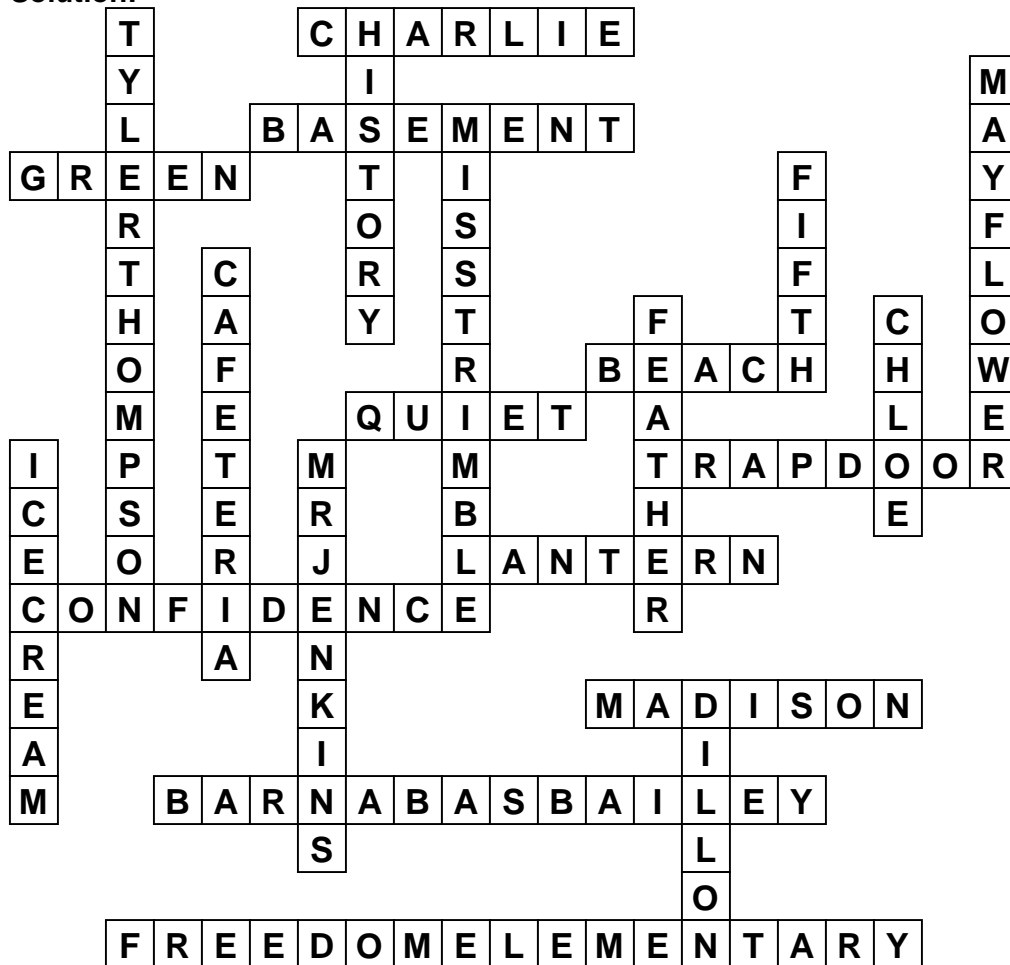 Solution:
TYLERTHOMPSON
CHARLIE
HISTORY
MAYFLOWER
BASEMENT
MISSTRIMBLE
GREEN
FIFTH
CAFETERIA
FEATHER
CHLOE
BEACH
QUIET
ICECREAM
MRJENKINS
TRAPDOOR
LANTERN
CONFIDENCE
MADISON
DILLON
BARNABASBAILEY
FREEDOMELEMENTARY